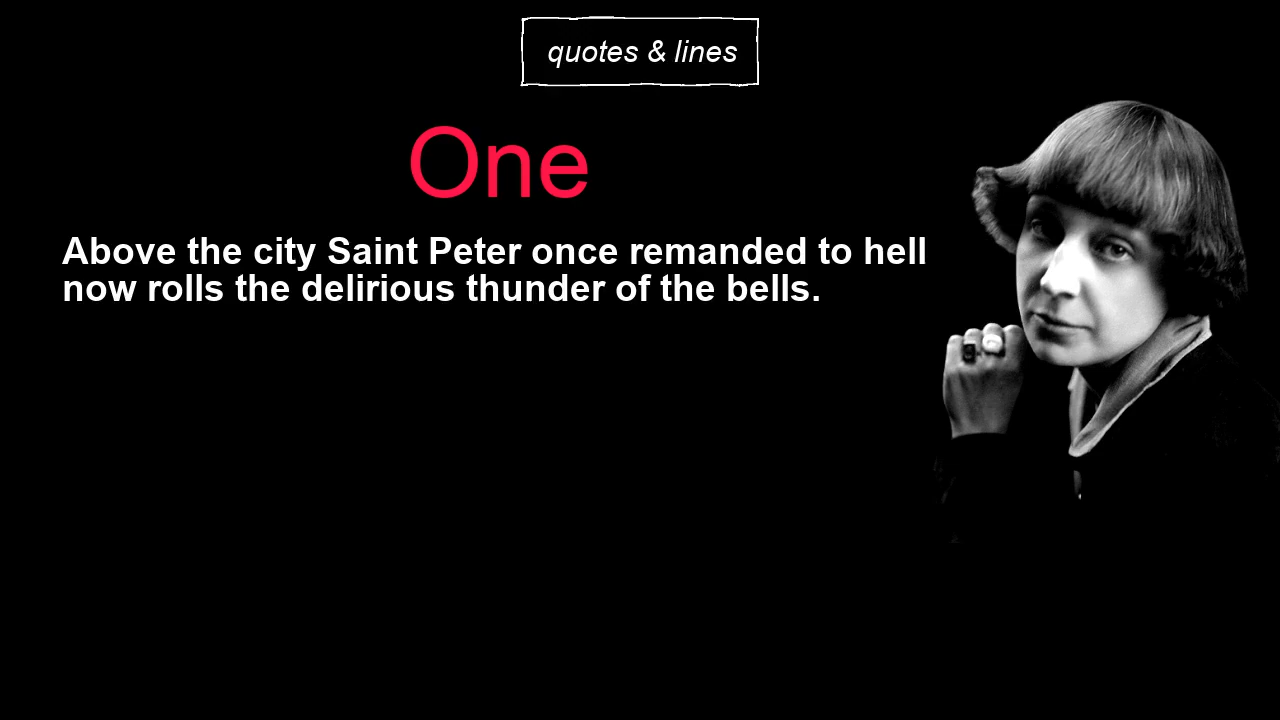 quotes & lines
One
Above the city Saint Peter once remanded to hell
now rolls the delirious thunder of the bells.